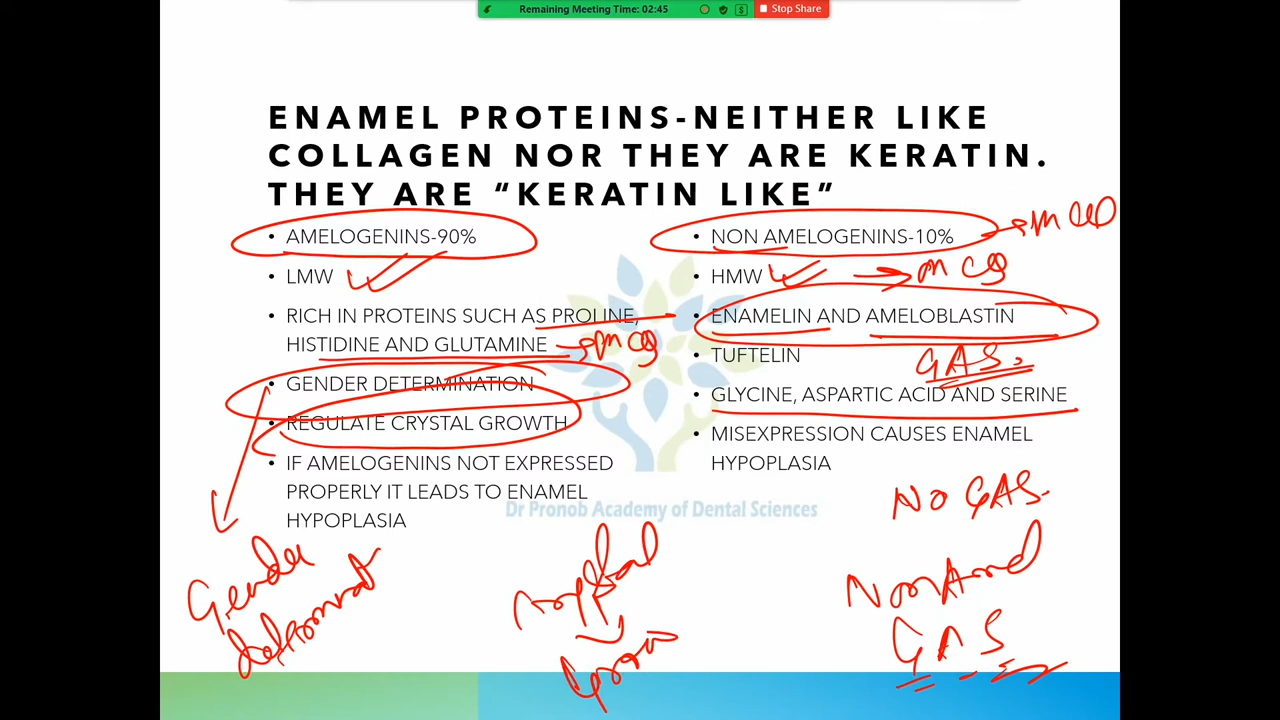 Remaining Meeting Time: 02:45
Stop Share
ENAMEL PROTEINS-NEITHER LIKE
COLLAGEN NOR THEY ARE KERATIN.
THEY ARE “KERATIN LIKE”
• AMELOGENINS-90%
• LMW
• RICH IN PROTEINS SUCH AS PROLINE,
HISTIDINE AND GLUTAMINE
MCQ
• GENDER DETERMINATION
• REGULATE CRYSTAL GROWTH
• IF AMELOGENINS NOT EXPRESSED
PROPERLY IT LEADS TO ENAMEL
HYPOPLASIA
• NON AMELOGENINS-10%
MCQ
• HMW
MCQ
• ENAMELIN AND AMELOBLASTIN
• TUFTELIN
GAS
• GLYCINE, ASPARTIC ACID AND SERINE
• MISEXPRESSION CAUSES ENAMEL
HYPOPLASIA
Dr Pronob Academy of Dental Sciences
NO GAS
Gender
GAS